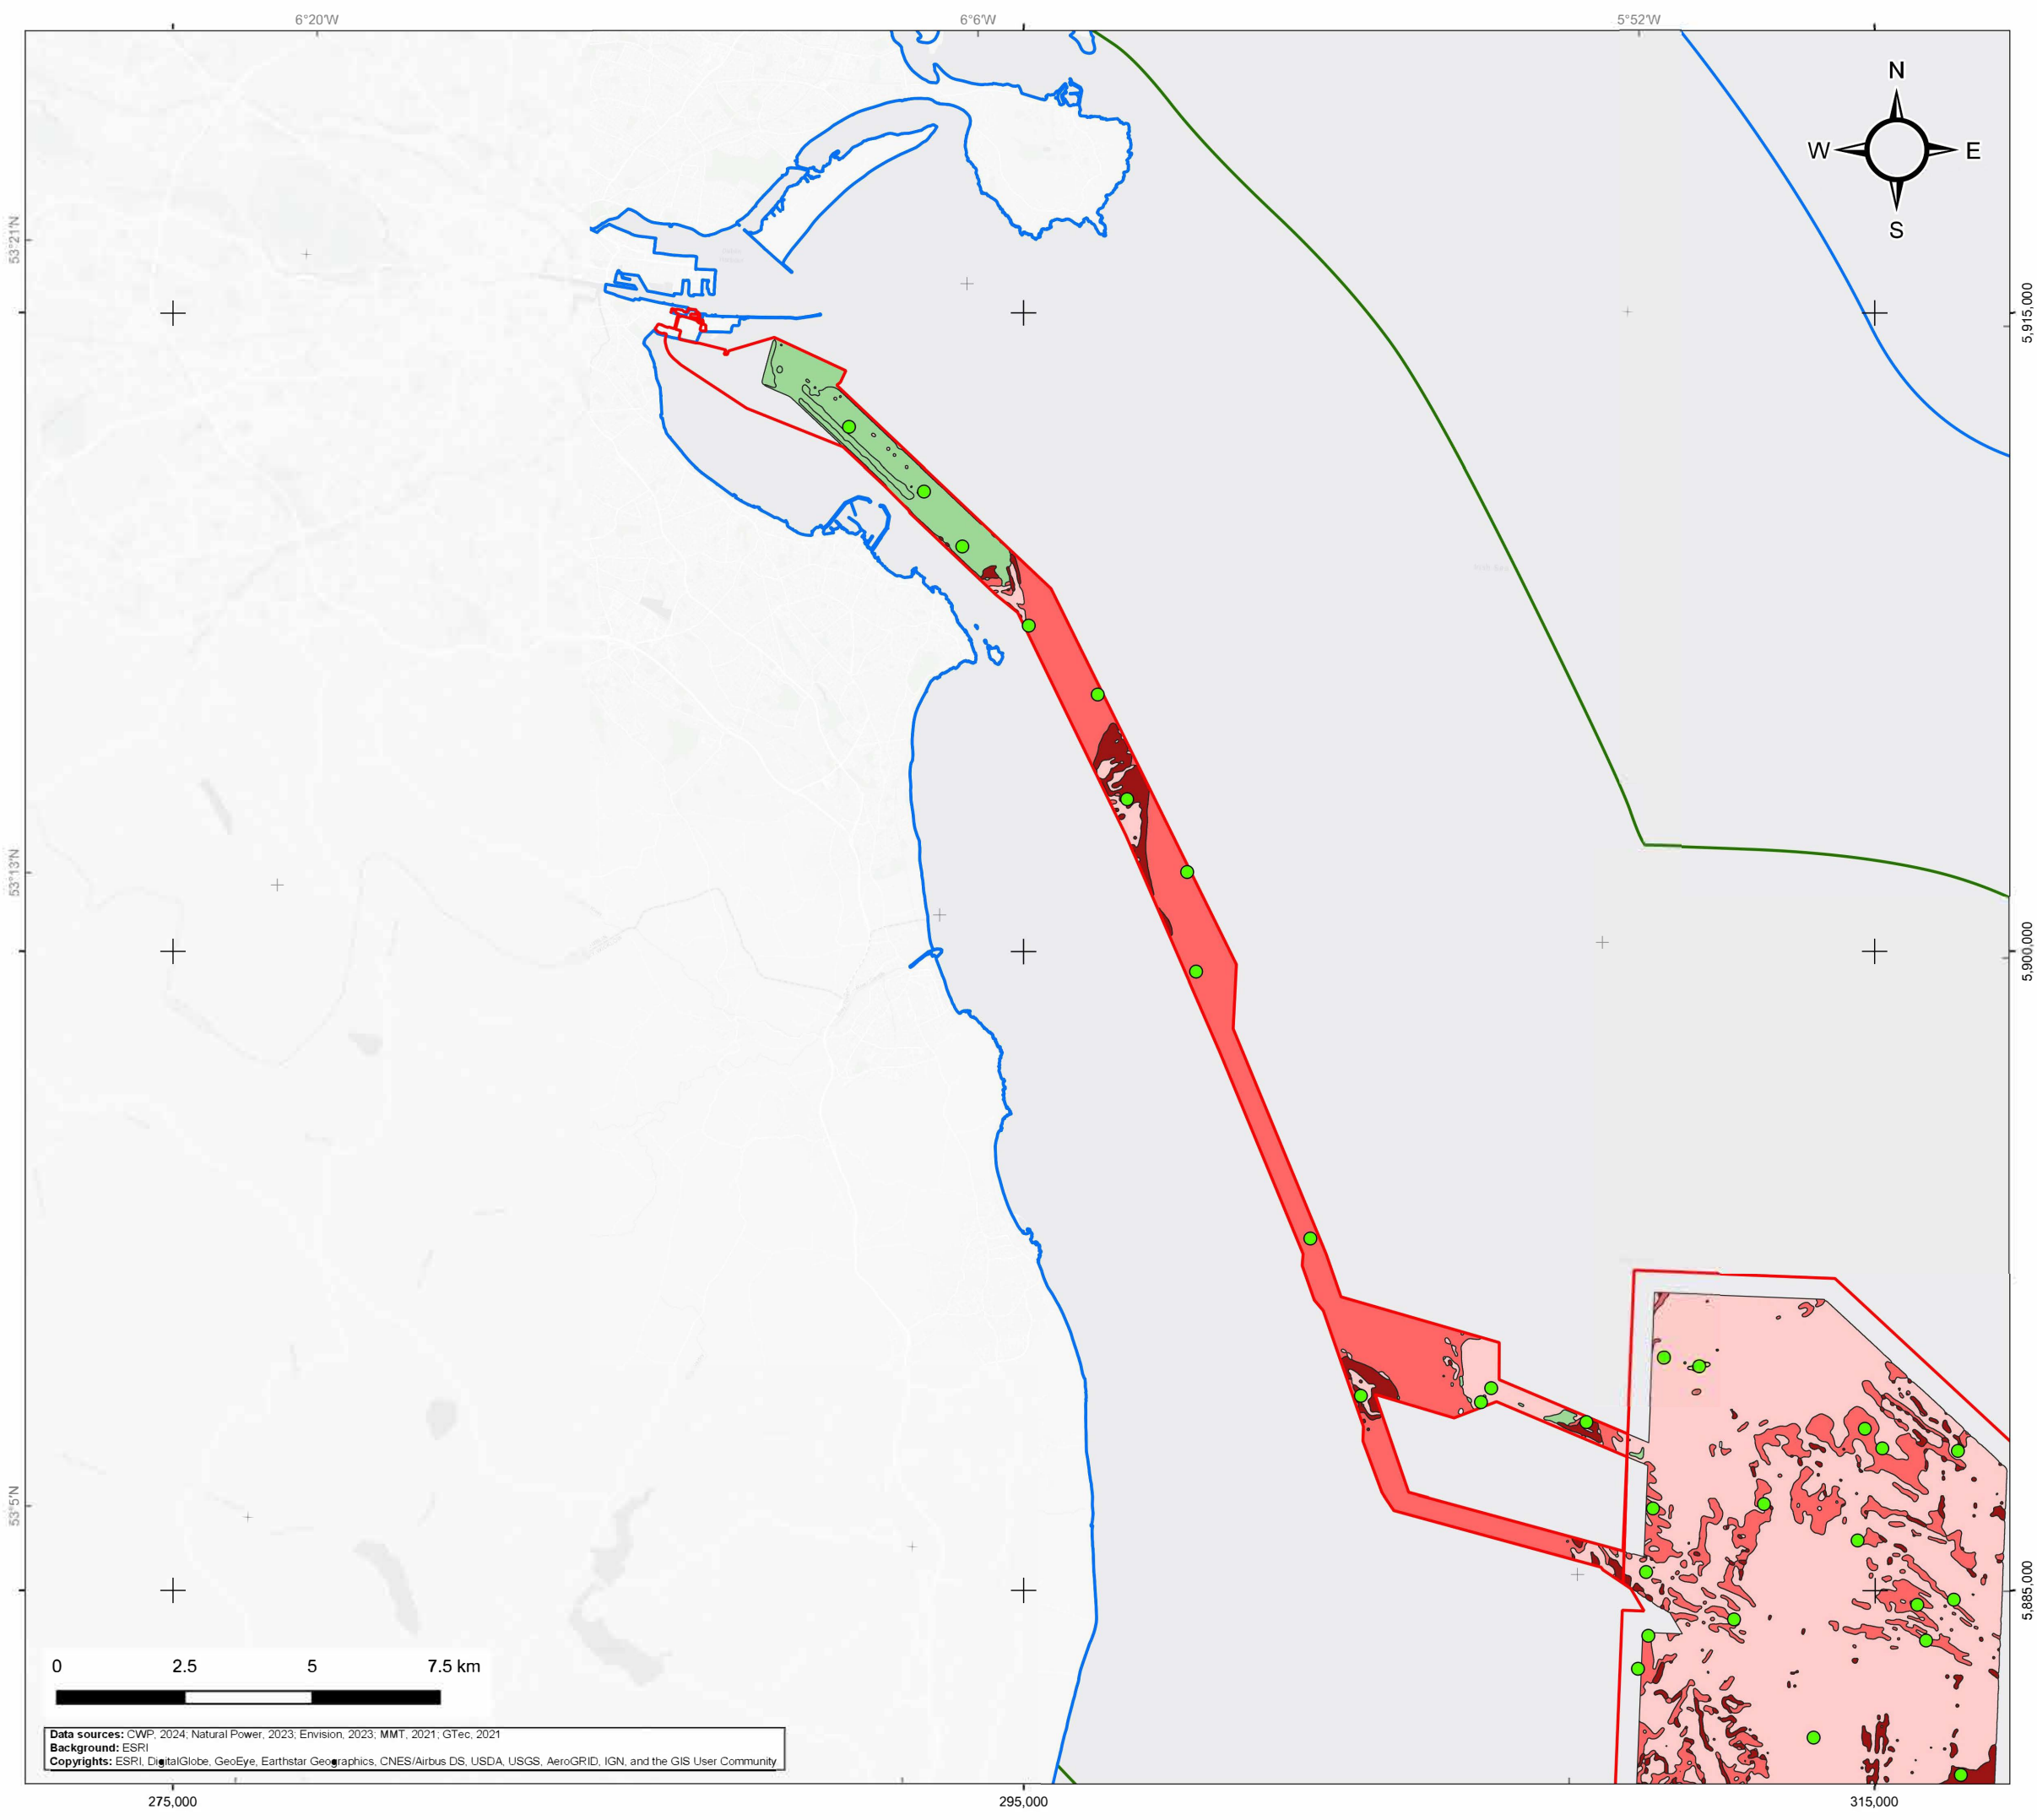 6°20'W 6°6'W 5°52'W
N
W E
S
53°21'N
5,915,000
53°13'N
5,900,000
53°5'N
5,885,000
0 2.5 5 7.5 km
Data sources: CWP, 2024; Natural Power, 2023; Envision, 2023; MMT, 2021; GTec, 2021
Background: ESRI
Copyrights: ESRI, DigitalGlobe, GeoEye, Earthstar Geographics, CNES/Airbus DS, USDA, USGS, AeroGRID, IGN, and the GIS User Community
275,000 295,000 315,000